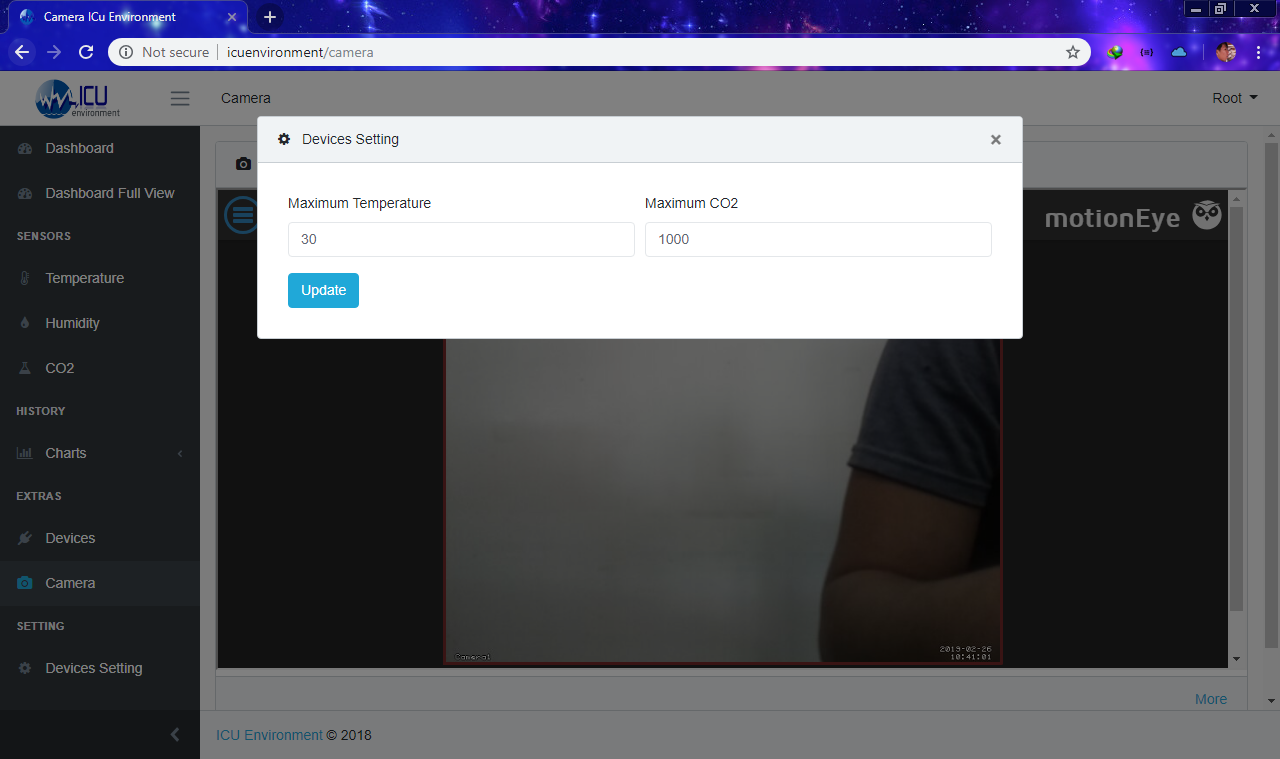 Camera ICu Environment
Not secure
icuenvironment/camera
ICU
environment
Camera
Root
Devices Setting
Maximum Temperature
Maximum CO2
30
1000
Update
Dashboard
Dashboard Full View
SENSORS
Temperature
Humidity
CO2
HISTORY
Charts
EXTRAS
Devices
Camera
SETTING
Devices Setting
motionEye
Camera1
2019-02-26
10:41:01
More
ICU Environment © 2018